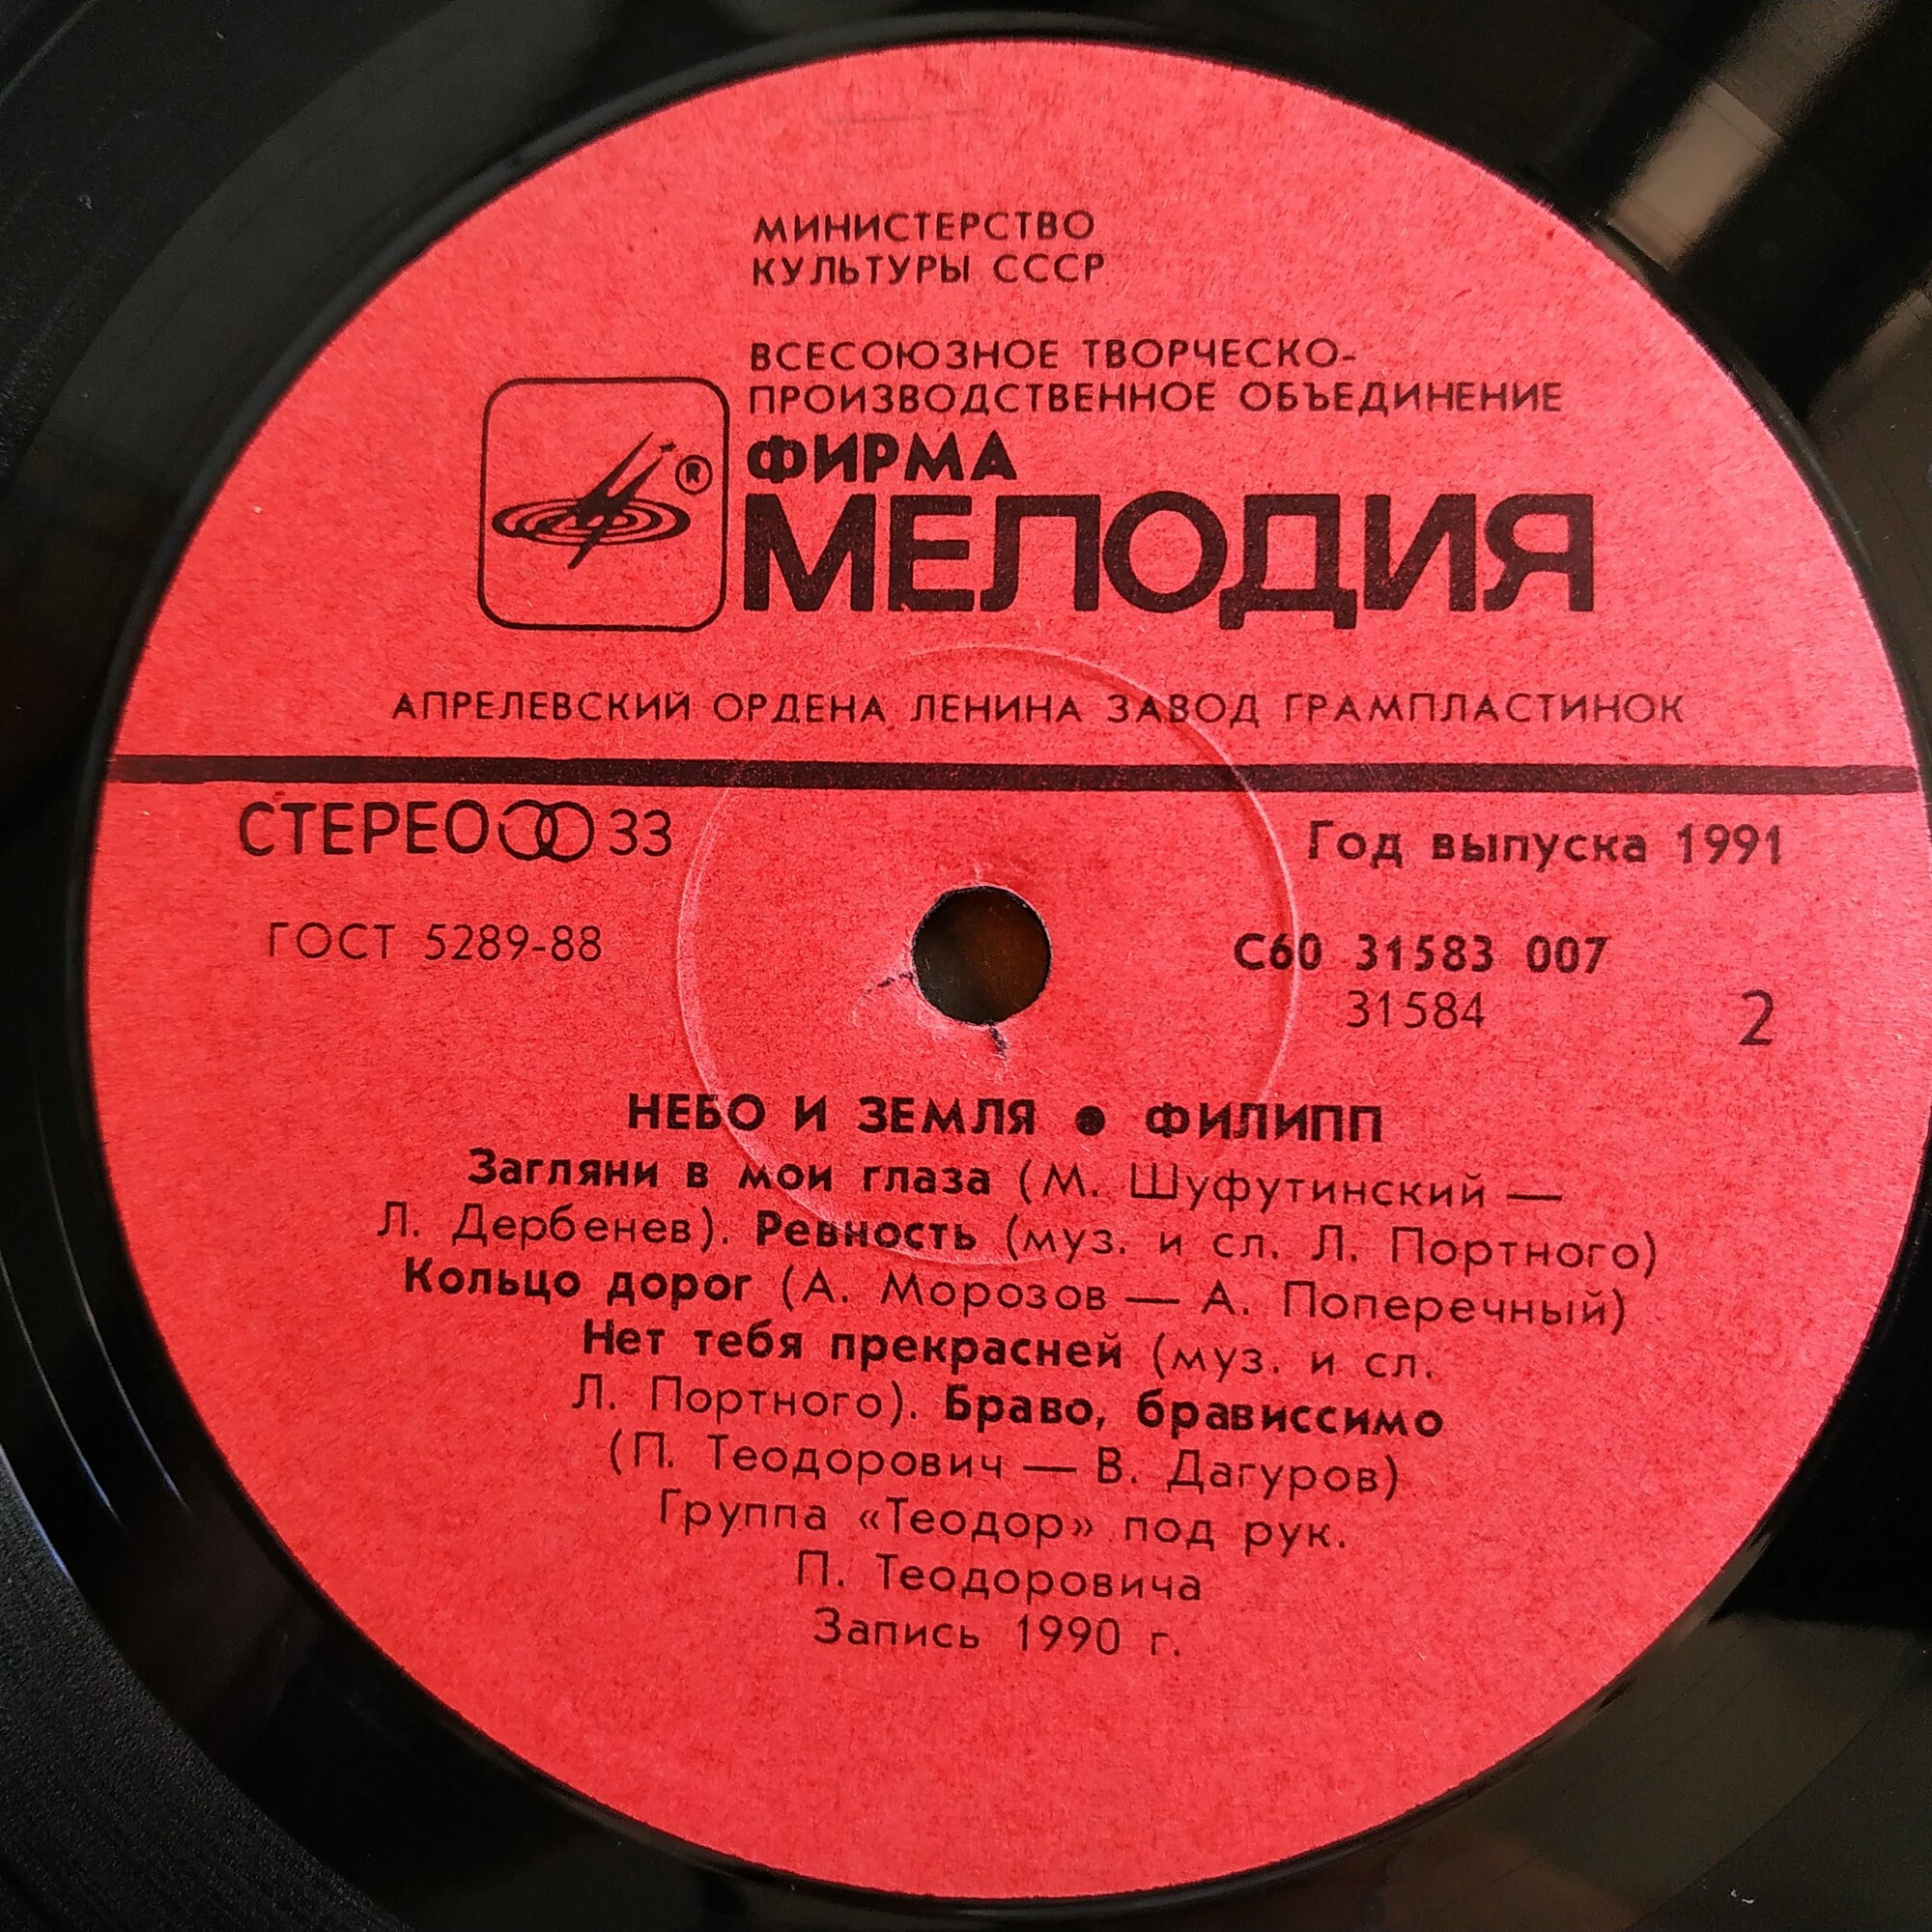 МИНИСТЕРСТВО
КУЛЬТУРЫ СССР
ВСЕСОЮЗНОЕ ТВОРЧЕСКО-
ПРОИЗВОДСТВЕННОЕ ОБЪЕДИНЕНИЕ
®
ФИРМА
МЕЛОДИЯ
АПРЕЛЕВСКИЙ ОРДЕНА ЛЕНИНА ЗАВОД ГРАМПЛАСТИНОК
СТЕРЕО 33
Год выпуска 1991
ГОСТ 5289-88
С60 31583 007
31584
2
НЕБО И ЗЕМЛЯ ● ФИЛИПП
Загляни в мои глаза (М. Шуфутинский —
Л. Дербенев). Ревность (муз. и сл. Л. Портного)
Кольцо дорог (А. Морозов — А. Поперечный)
Нет тебя прекрасней (муз. и сл.
Л. Портного). Браво, брависсимо
(П. Теодорович — В. Дагуров)
Группа «Теодор» под рук.
П. Теодоровича
Запись 1990 г.